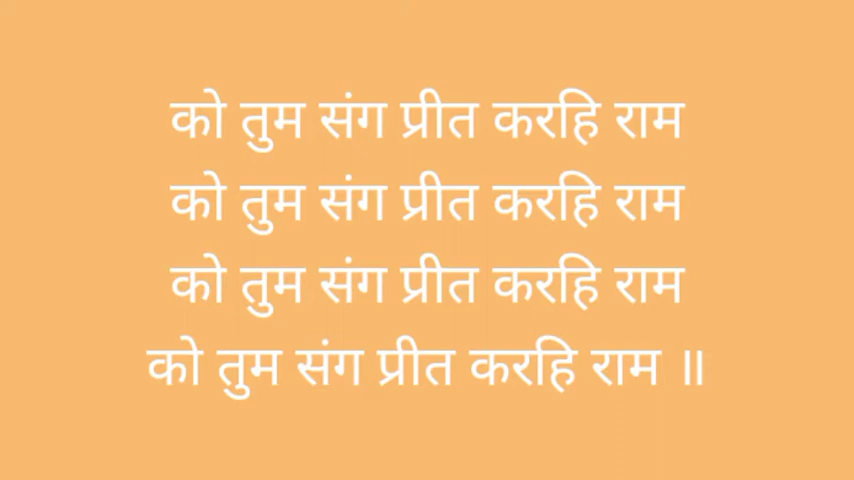 को तुम संग प्रीत करहि राम
को तुम संग प्रीत करहि राम
को तुम संग प्रीत करहि राम
को तुम संग प्रीत करहि राम ॥